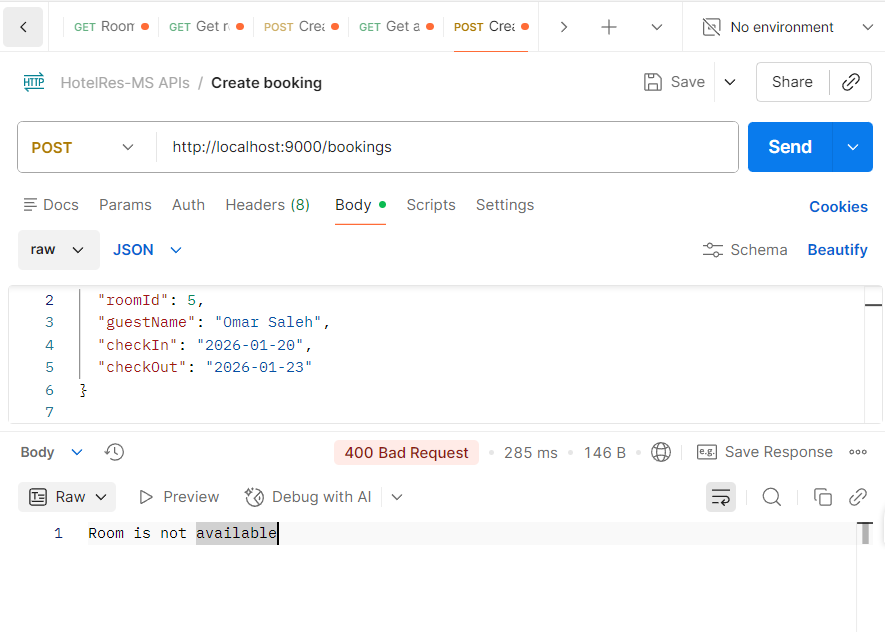 GET Room GET Get r POST Crea GET Get a POST Crea No environment
HTTP HotelRes-MS APIs / Create booking Save Share
POST http://localhost:9000/bookings Send
Docs Params Auth Headers (8) Body Scripts Settings Cookies
raw JSON Schema Beautify
2 "roomId": 5,
3 "guestName": "Omar Saleh",
4 "checkIn": "2026-01-20",
5 "checkOut": "2026-01-23"
6 }
7
Body 400 Bad Request 285 ms 146 B e.g. Save Response
Raw Preview Debug with AI
1 Room is not available